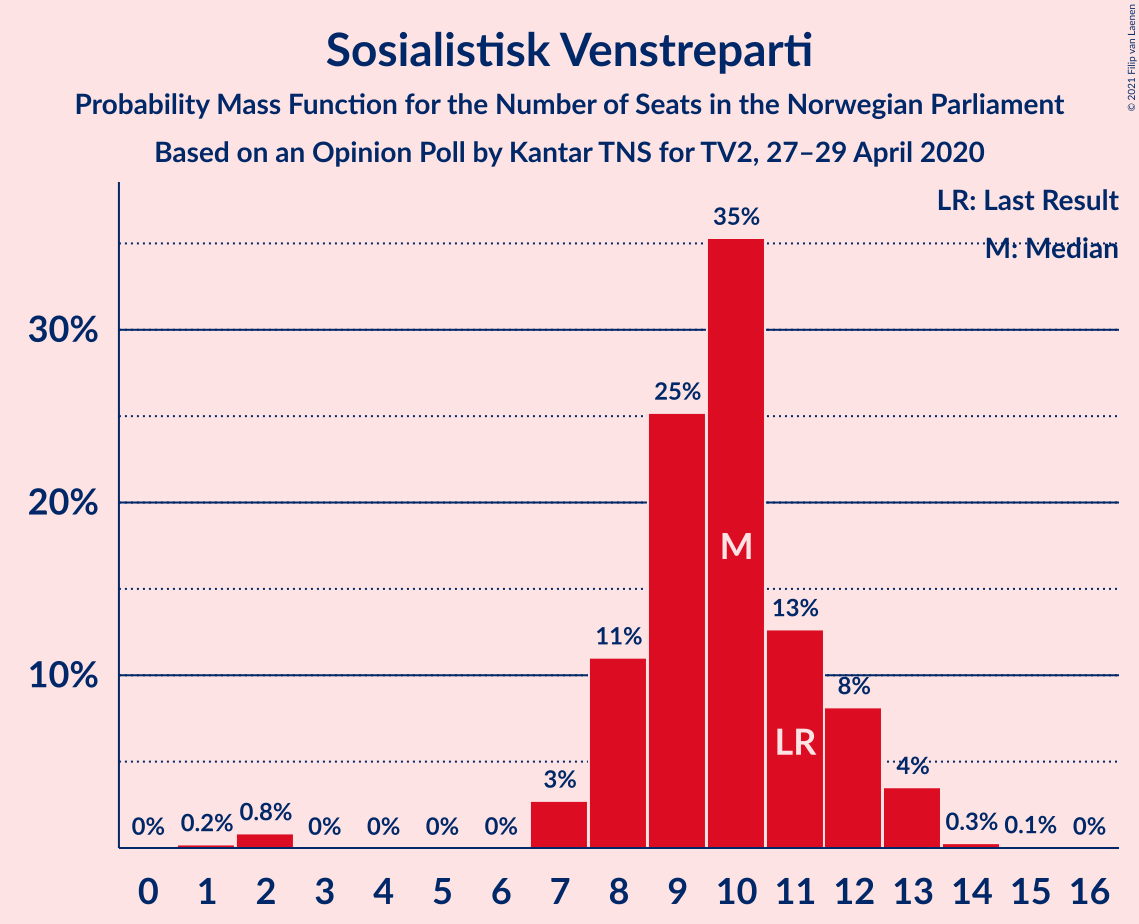 © 2021 Filip van Laenen
Sosialistisk Venstreparti
Probability Mass Function for the Number of Seats in the Norwegian Parliament
Based on an Opinion Poll by Kantar TNS for TV2, 27–29 April 2020
LR: Last Result
M: Median
30%
20%
10%
0% 0.2% 0.8% 0% 0% 0% 0% 3% 11% 25% 35% 13% 8% 4% 0.3% 0.1% 0%
M
LR
0 1 2 3 4 5 6 7 8 9 10 11 12 13 14 15 16